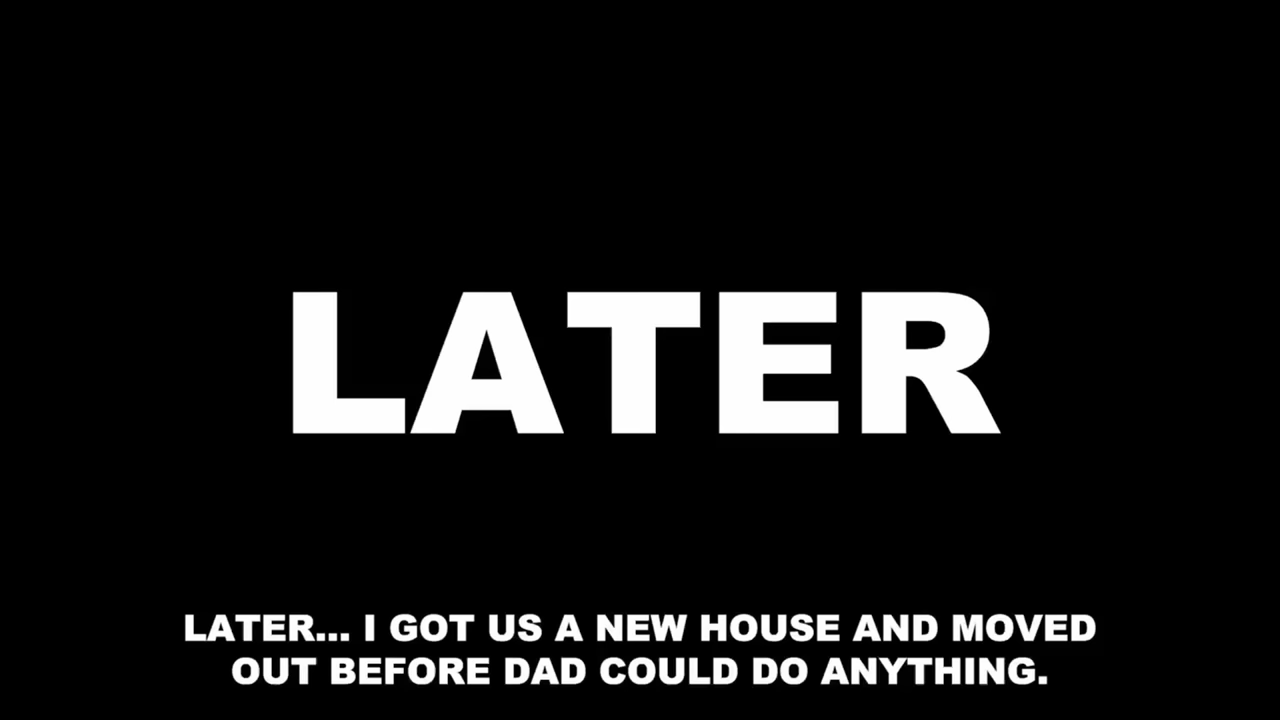 LATER
LATER... I GOT US A NEW HOUSE AND MOVED
OUT BEFORE DAD COULD DO ANYTHING.